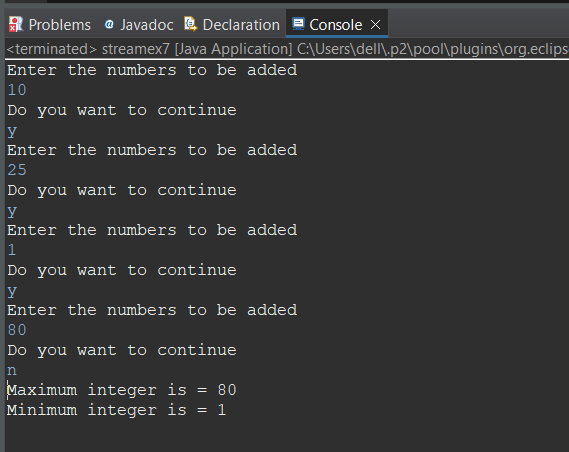 Problems @ Javadoc Declaration Console
<terminated> streamex7 [Java Application] C:\Users\dell\.p2\pool\plugins\org.eclips
Enter the numbers to be added
10
Do you want to continue
y
Enter the numbers to be added
25
Do you want to continue
y
Enter the numbers to be added
1
Do you want to continue
y
Enter the numbers to be added
80
Do you want to continue
n
Maximum integer is = 80
Minimum integer is = 1